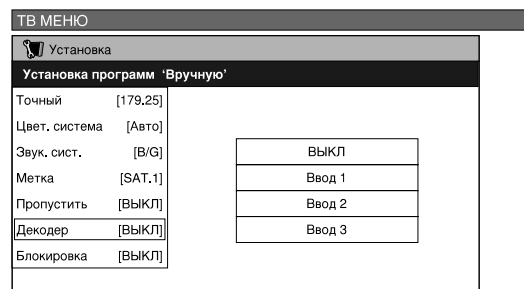 ТВ МЕНЮ
Установка
Установка программ 'Вручную'
Точный [179.25]
Цвет. система [Авто]
Звук. сист. [B/G]
Метка [SAT.1]
Пропустить [ВЫКЛ]
Декодер [ВЫКЛ]
Блокировка [ВЫКЛ]
ВЫКЛ
Ввод 1
Ввод 2
Ввод 3